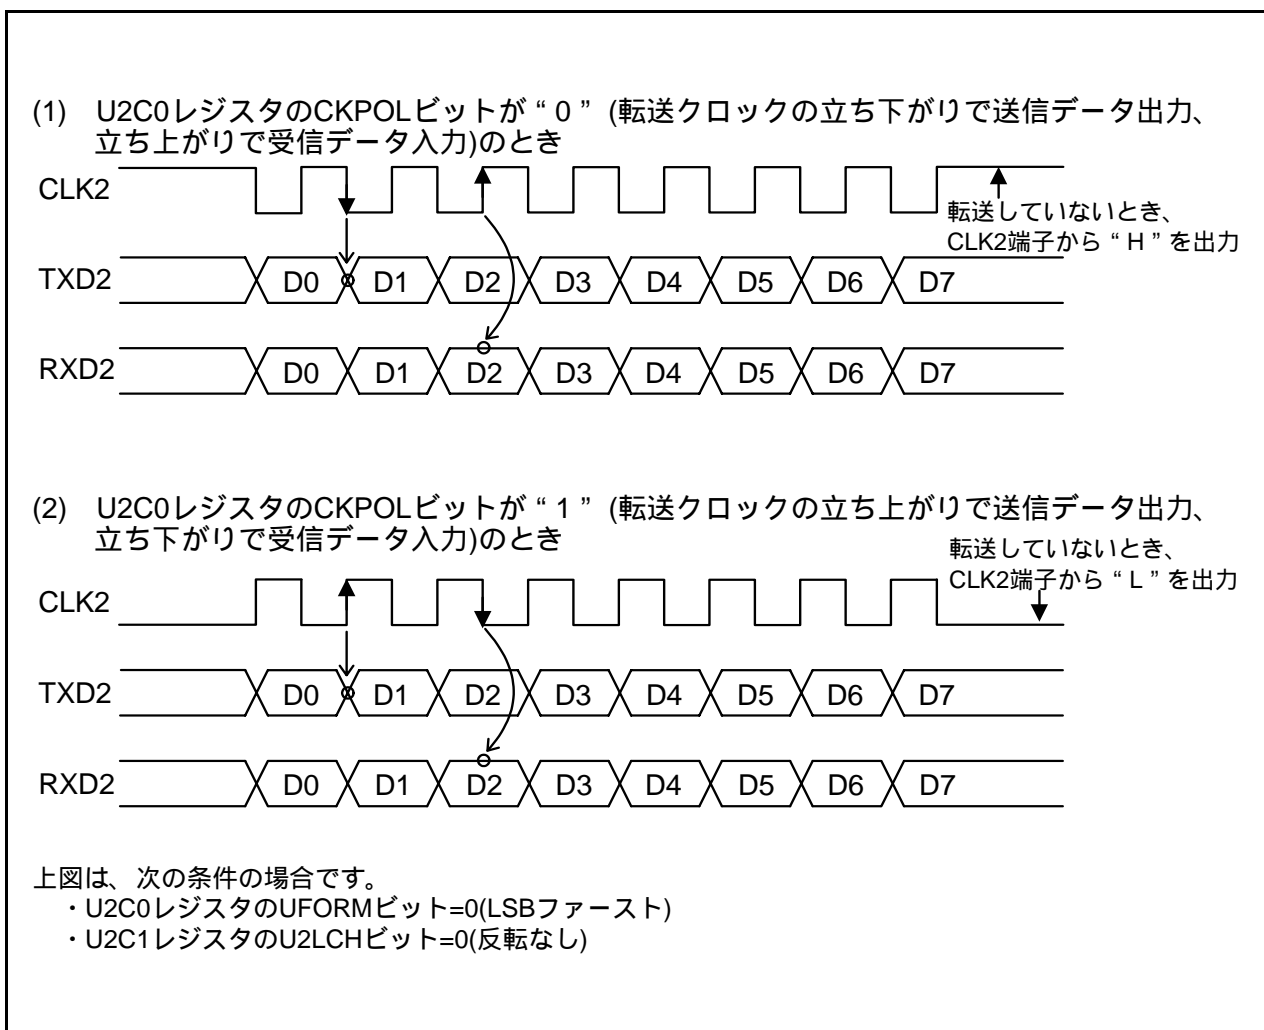 (1) U2C0レジスタのCKPOLビットが“0”(転送クロックの立ち下がりで送信データ出力、
立ち上がりで受信データ入力)のとき
CLK2
転送していないとき、
CLK2端子から“H”を出力
TXD2 D0 D1 D2 D3 D4 D5 D6 D7
RXD2 D0 D1 D2 D3 D4 D5 D6 D7
(2) U2C0レジスタのCKPOLビットが“1”(転送クロックの立ち上がりで送信データ出力、
立ち下がりで受信データ入力)のとき
転送していないとき、
CLK2端子から“L”を出力
CLK2
TXD2 D0 D1 D2 D3 D4 D5 D6 D7
RXD2 D0 D1 D2 D3 D4 D5 D6 D7
上図は、次の条件の場合です。
・U2C0レジスタのUFORMビット=0(LSBファースト)
・U2C1レジスタのU2LCHビット=0(反転なし)